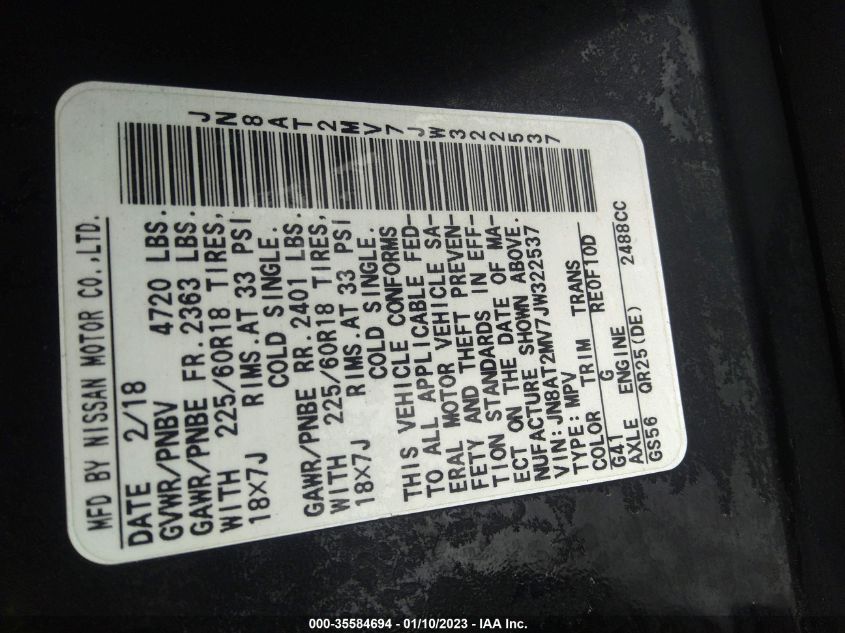 JN8AT2MV7JW322537
MFD BY NISSAN MOTOR CO.,LTD.
DATE 2/18
GVWR/PNBV 4720 LBS.
GAWR/PNBE FR. 2363 LBS.
WITH 225/60R18 TIRES,
18×7J RIMS.AT 33 PSI
COLD SINGLE.
GAWR/PNBE RR. 2401 LBS.
WITH 225/60R18 TIRES,
18×7J RIMS.AT 33 PSI
COLD SINGLE.
THIS VEHICLE CONFORMS
TO ALL APPLICABLE FED-
ERAL MOTOR VEHICLE SA-
FETY AND THEFT PREVEN-
TION STANDARDS IN EFF-
ECT ON THE DATE OF MA-
NUFACTURE SHOWN ABOVE.
VIN:JN8AT2MV7JW322537
TYPE:MPV
COLOR TRIM TRANS
G41 G RE0F10D
AXLE ENGINE
GS56 QR25(DE) 2488CC
000-35584694 - 01/10/2023 - IAA Inc.